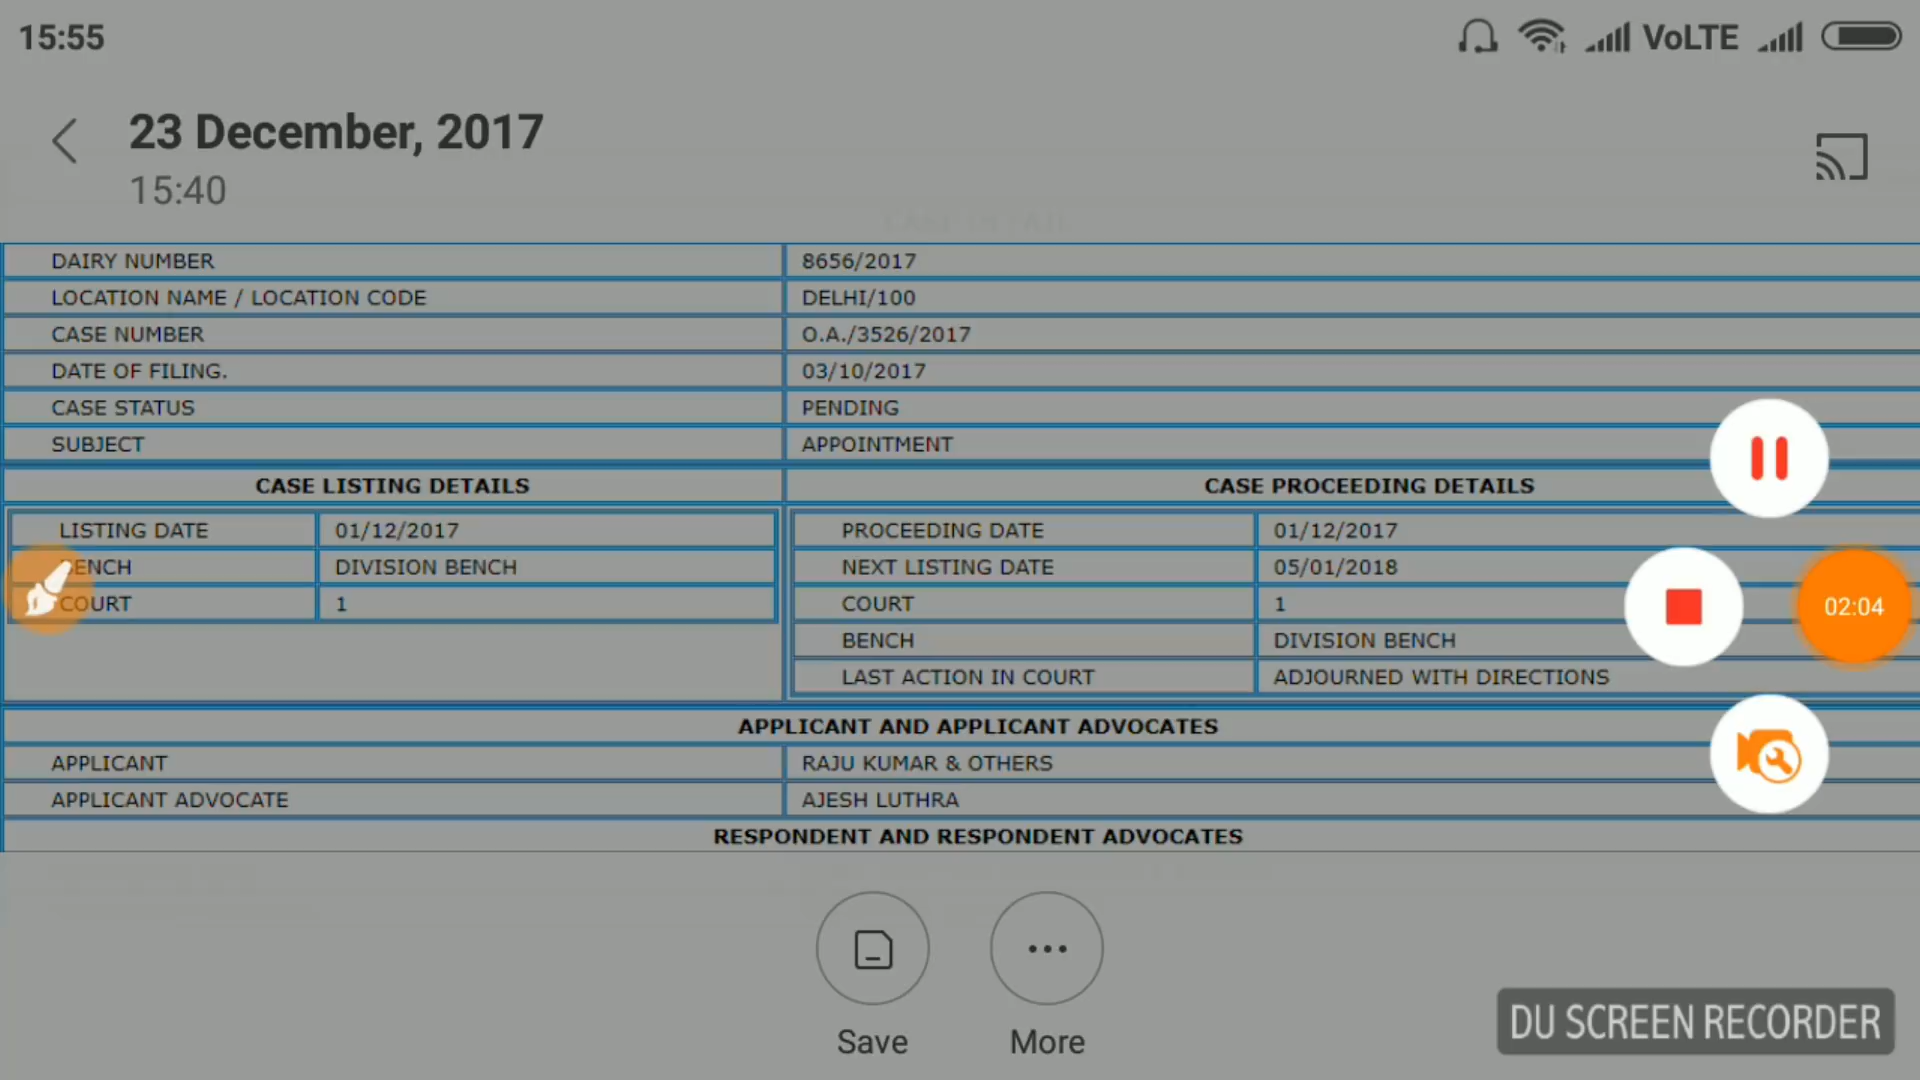 15:55
VoLTE
23 December, 2017
15:40
DAIRY NUMBER 8656/2017
LOCATION NAME / LOCATION CODE DELHI/100
CASE NUMBER O.A./3526/2017
DATE OF FILING. 03/10/2017
CASE STATUS PENDING
SUBJECT APPOINTMENT
CASE LISTING DETAILS CASE PROCEEDING DETAILS
LISTING DATE 01/12/2017 PROCEEDING DATE 01/12/2017
BENCH DIVISION BENCH NEXT LISTING DATE 05/01/2018
COURT 1 COURT 1
BENCH DIVISION BENCH
LAST ACTION IN COURT ADJOURNED WITH DIRECTIONS
02:04
APPLICANT AND APPLICANT ADVOCATES
APPLICANT RAJU KUMAR & OTHERS
APPLICANT ADVOCATE AJESH LUTHRA
RESPONDENT AND RESPONDENT ADVOCATES
Save More
DU SCREEN RECORDER